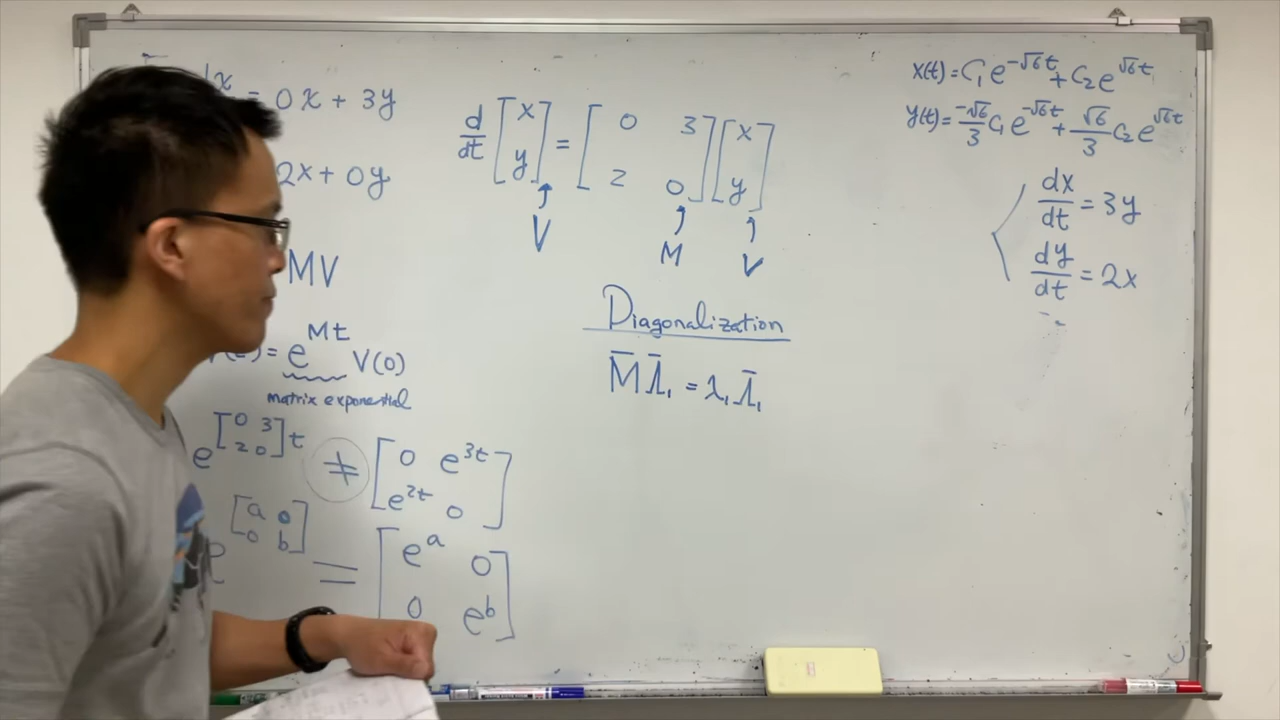 dx = 0x + 3y
2x + 0y
MV
= e^{Mt} V(0)
matrix exponential
e^{[0 3; 2 0]t} ≠ [0 e^{3t}; e^{2t} 0]
e^{[a 0; 0 b]} = [e^a 0; 0 e^b]
d/dt [x; y] = [0 3; 2 0] [x; y]
V M V
Diagonalization
M̄ Λ̄₁ = λ₁ Λ̄₁
x(t) = C₁e^{-√6t} + C₂e^{√6t}
y(t) = -√6/3 C₁e^{-√6t} + √6/3 C₂e^{√6t}
dx/dt = 3y
dy/dt = 2x